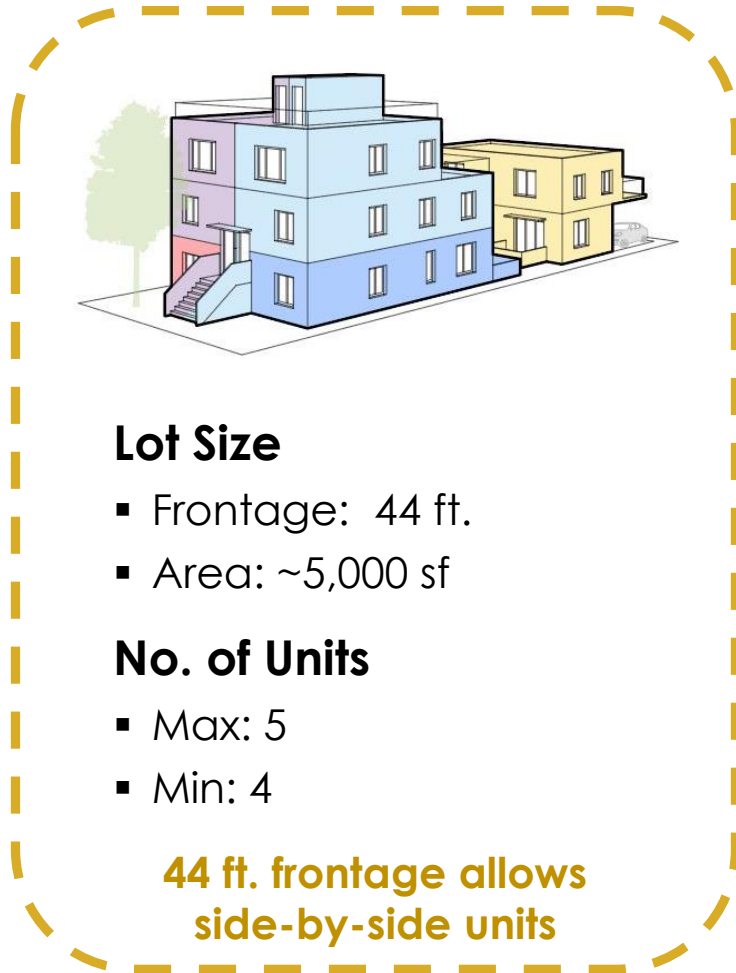 Lot Size
▪ Frontage:  44 ft.
▪ Area: ~5,000 sf
No. of Units
▪ Max: 5
▪ Min: 4
44 ft. frontage allows
side-by-side units